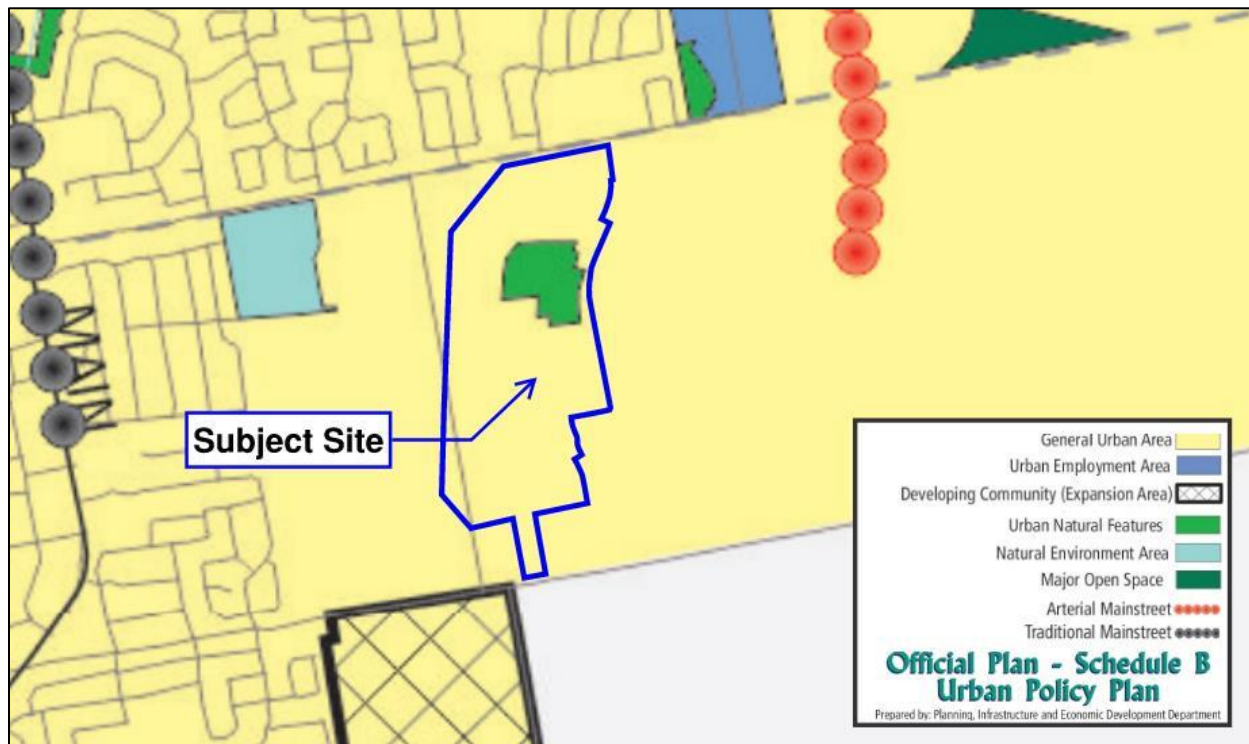 Subject Site
General Urban Area
Urban Employment Area
Developing Community (Expansion Area)
Urban Natural Features
Natural Environment Area
Major Open Space
Arterial Mainstreet
Traditional Mainstreet
Official Plan - Schedule B
Urban Policy Plan
Prepared by: Planning, Infrastructure and Economic Development Department